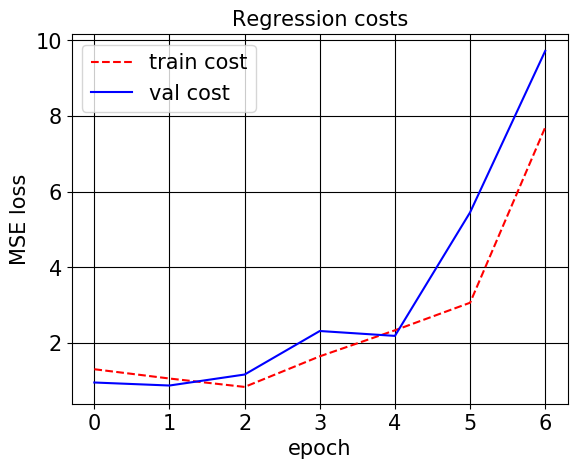 Regression costs
10
8
6
4
2
MSE loss
train cost
val cost
0 1 2 3 4 5 6
epoch